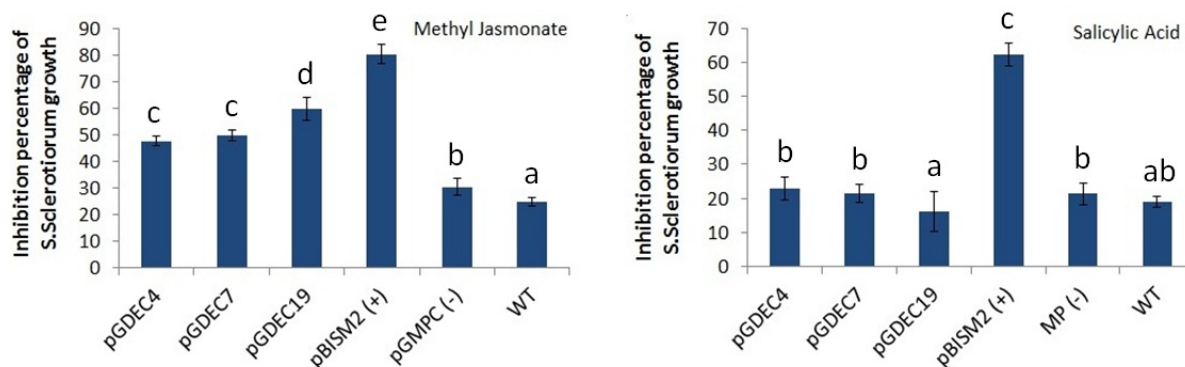 Methyl Jasmonate
Inhibition percentage of
S.Sclerotiorum growth
90
80
70
60
50
40
30
20
10
0
c
c
d
e
b
a
pGDEC4
pGDEC7
pGDEC19
pBISM2 (+)
pGMPC (-)
WT
Salicylic Acid
Inhibition percentage of
S.Sclerotiorum growth
70
60
50
40
30
20
10
0
b
b
a
c
b
ab
pGDEC4
pGDEC7
pGDEC19
pBISM2 (+)
MP (-)
WT